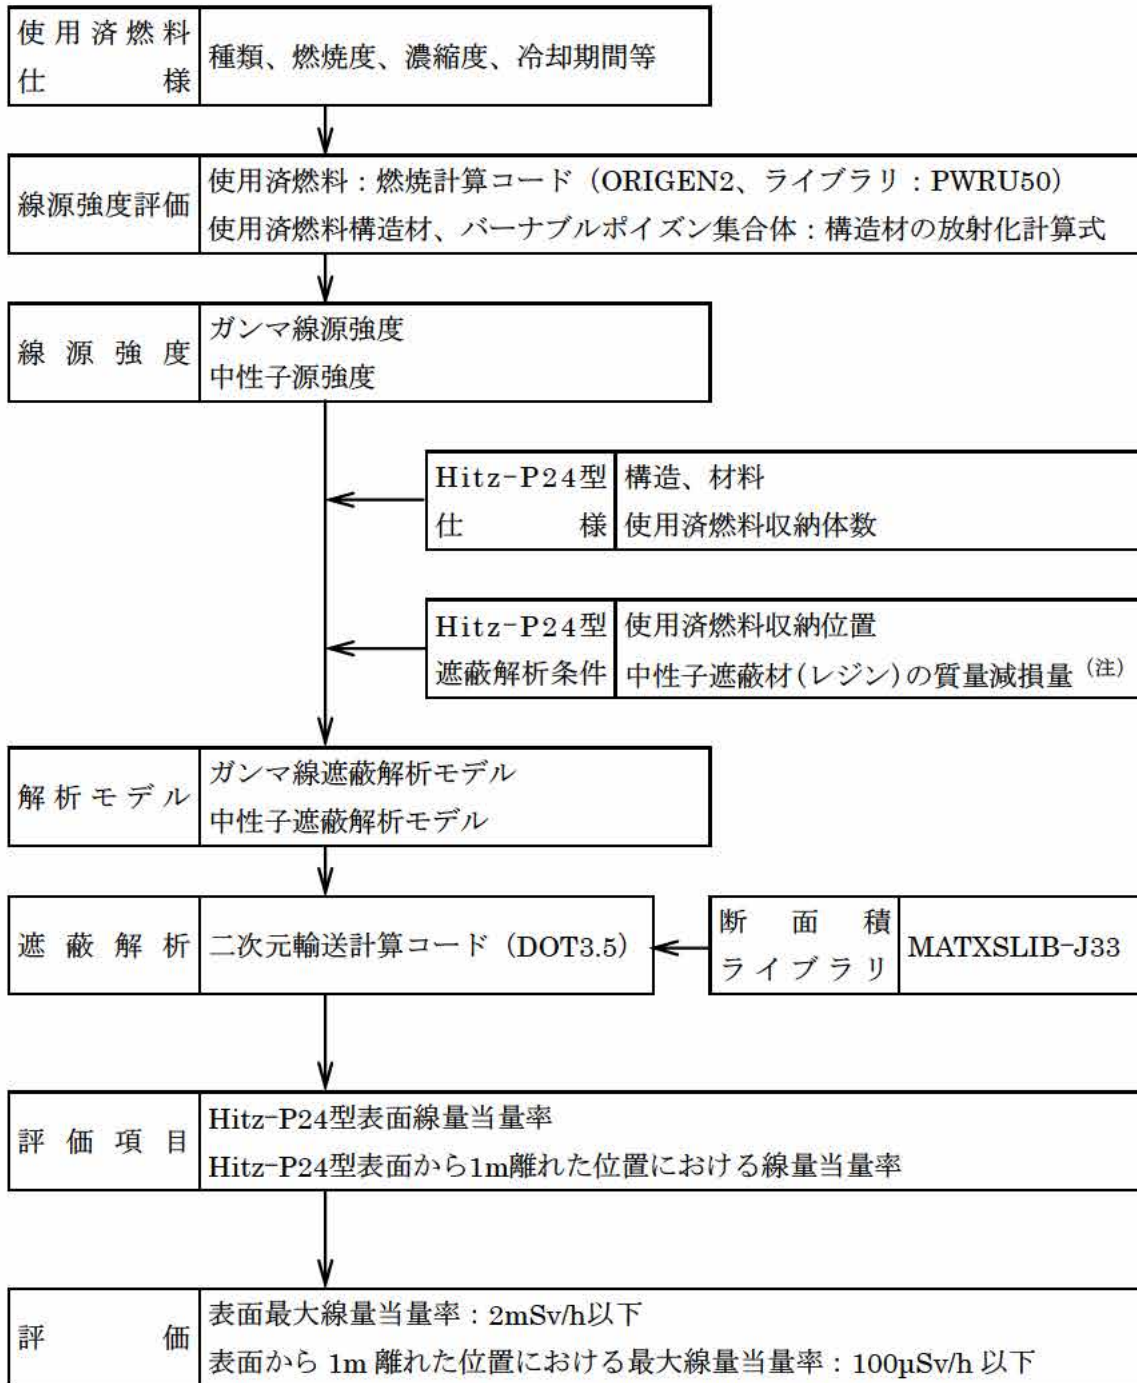 使用済燃料
仕様
種類、燃焼度、濃縮度、冷却期間等
線源強度評価
使用済燃料：燃焼計算コード（ORIGEN2、ライブラリ：PWRU50）
使用済燃料構造材、バーナブルポイズン集合体：構造材の放射化計算式
線源強度
ガンマ線源強度
中性子源強度
Hitz-P24型
仕様
構造、材料
使用済燃料収納体数
Hitz-P24型
遮蔽解析条件
使用済燃料収納位置
中性子遮蔽材(レジン)の質量減損量（注）
解析モデル
ガンマ線遮蔽解析モデル
中性子遮蔽解析モデル
遮蔽解析
二次元輸送計算コード（DOT3.5）
断面積
ライブラリ
MATXSLIB-J33
評価項目
Hitz-P24型表面線量当量率
Hitz-P24型表面から1m離れた位置における線量当量率
評価
表面最大線量当量率：2mSv/h以下
表面から 1m 離れた位置における最大線量当量率：100μSv/h 以下